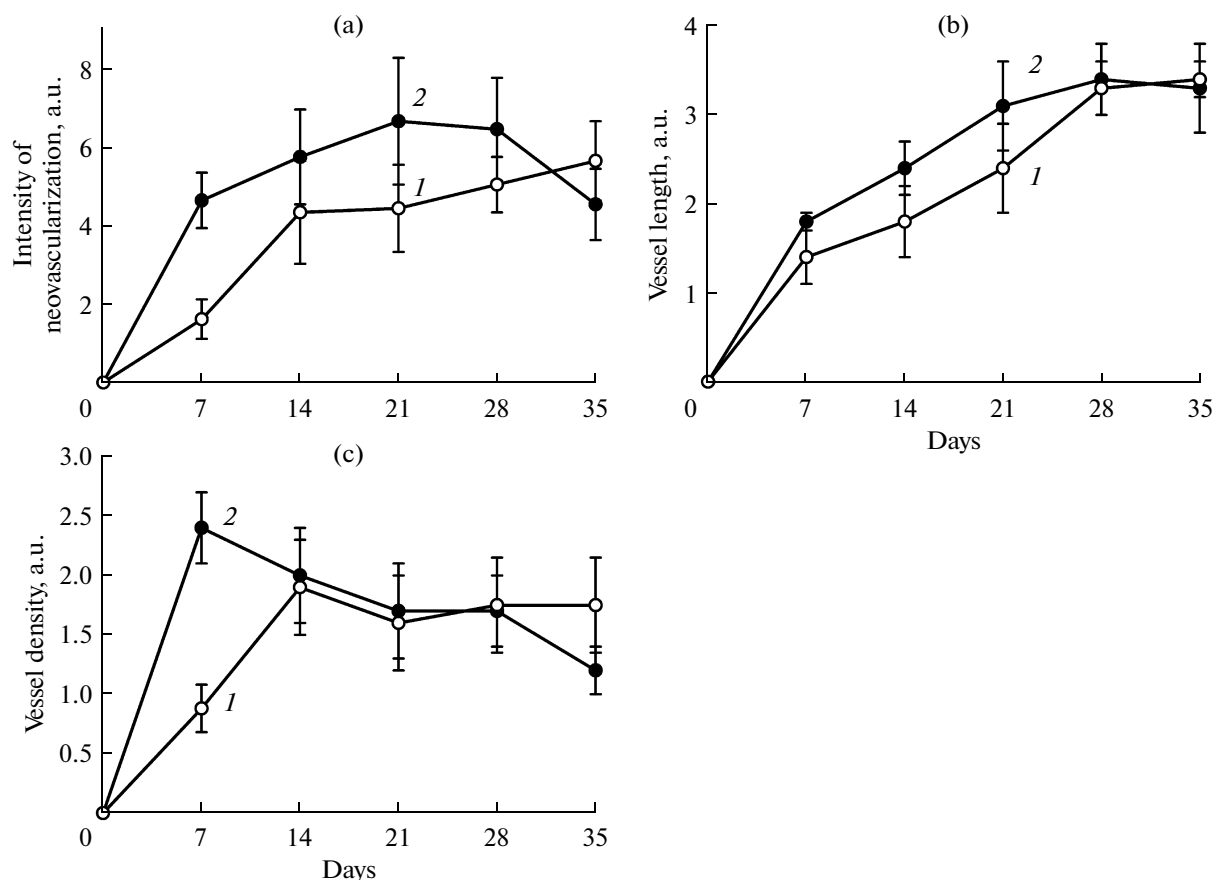 (a)
Intensity of
neovascularization, a.u.
8
6
4
2
0
2
1
7 14 21 28 35
(b)
Vessel length, a.u.
4
3
2
1
0
2
1
7 14 21 28 35
Days
(c)
Vessel density, a.u.
3.0
2.5
2.0
1.5
1.0
0.5
0
2
1
7 14 21 28 35
Days